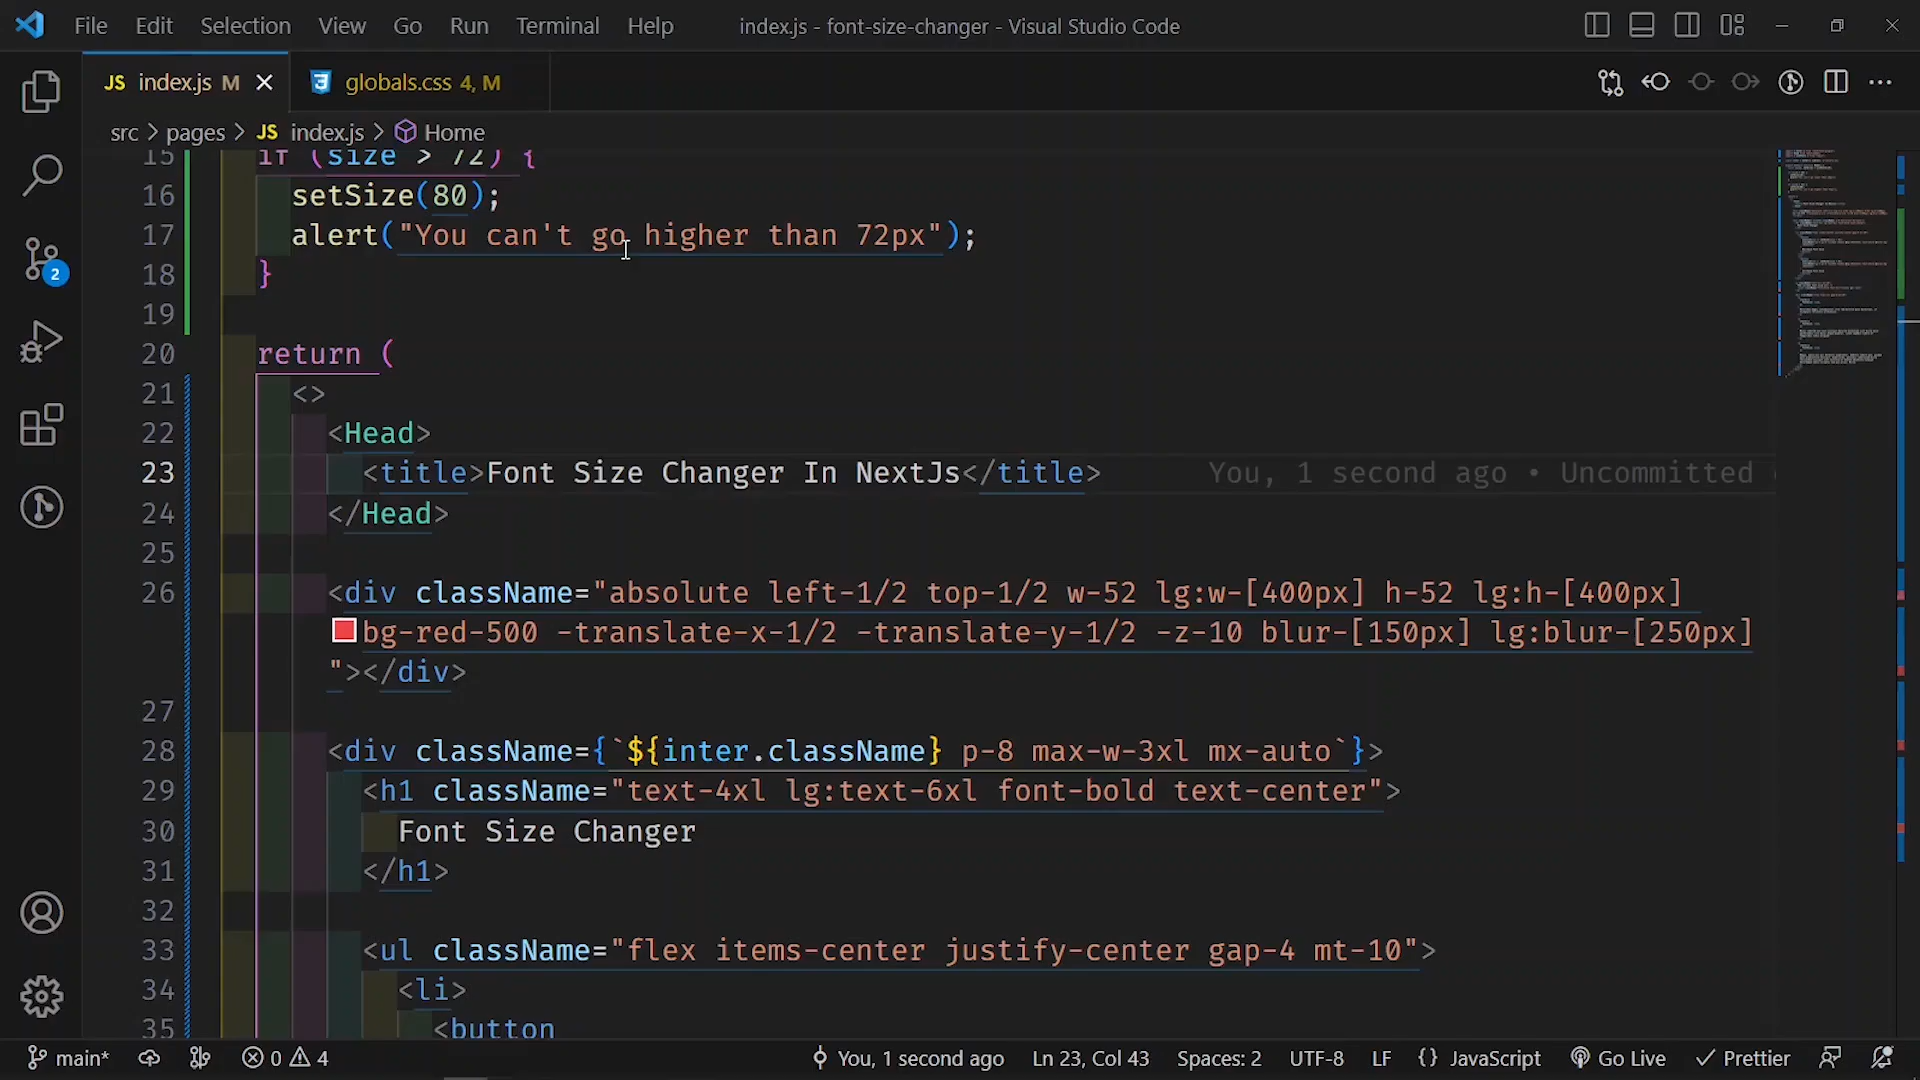 File Edit Selection View Go Run Terminal Help index.js - font-size-changer - Visual Studio Code
JS index.js M globals.css 4, M
src > pages > JS index.js > Home
15 if (size > 72) {
16 setSize(80);
17 alert("You can't go higher than 72px");
18 }
19
20 return (
21 <>
22 <Head>
23 <title>Font Size Changer In NextJs</title> You, 1 second ago • Uncommitted
24 </Head>
25
26 <div className="absolute left-1/2 top-1/2 w-52 lg:w-[400px] h-52 lg:h-[400px]
bg-red-500 -translate-x-1/2 -translate-y-1/2 -z-10 blur-[150px] lg:blur-[250px]
"></div>
27
28 <div className={`${inter.className} p-8 max-w-3xl mx-auto`}>
29 <h1 className="text-4xl lg:text-6xl font-bold text-center">
30 Font Size Changer
31 </h1>
32
33 <ul className="flex items-center justify-center gap-4 mt-10">
34 <li>
35 <button
2
main* 0 4 You, 1 second ago Ln 23, Col 43 Spaces: 2 UTF-8 LF {} JavaScript Go Live Prettier